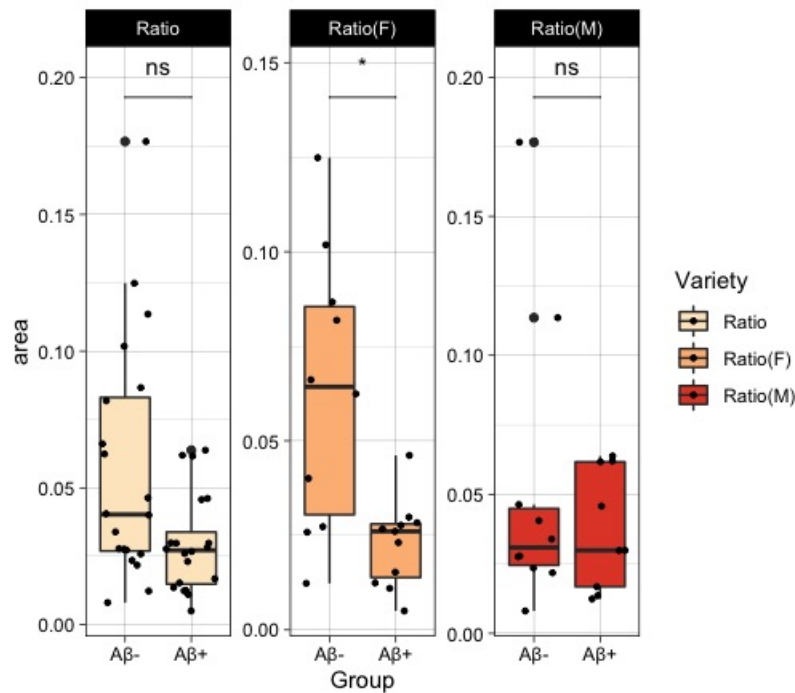 Ratio
Ratio(F)
Ratio(M)
ns
*
ns
0.20
0.15
0.10
0.05
0.00
0.15
0.10
0.05
0.00
0.20
0.15
0.10
0.05
0.00
area
Aβ-
Aβ+
Aβ-
Aβ+
Aβ-
Aβ+
Group
Variety
Ratio
Ratio(F)
Ratio(M)